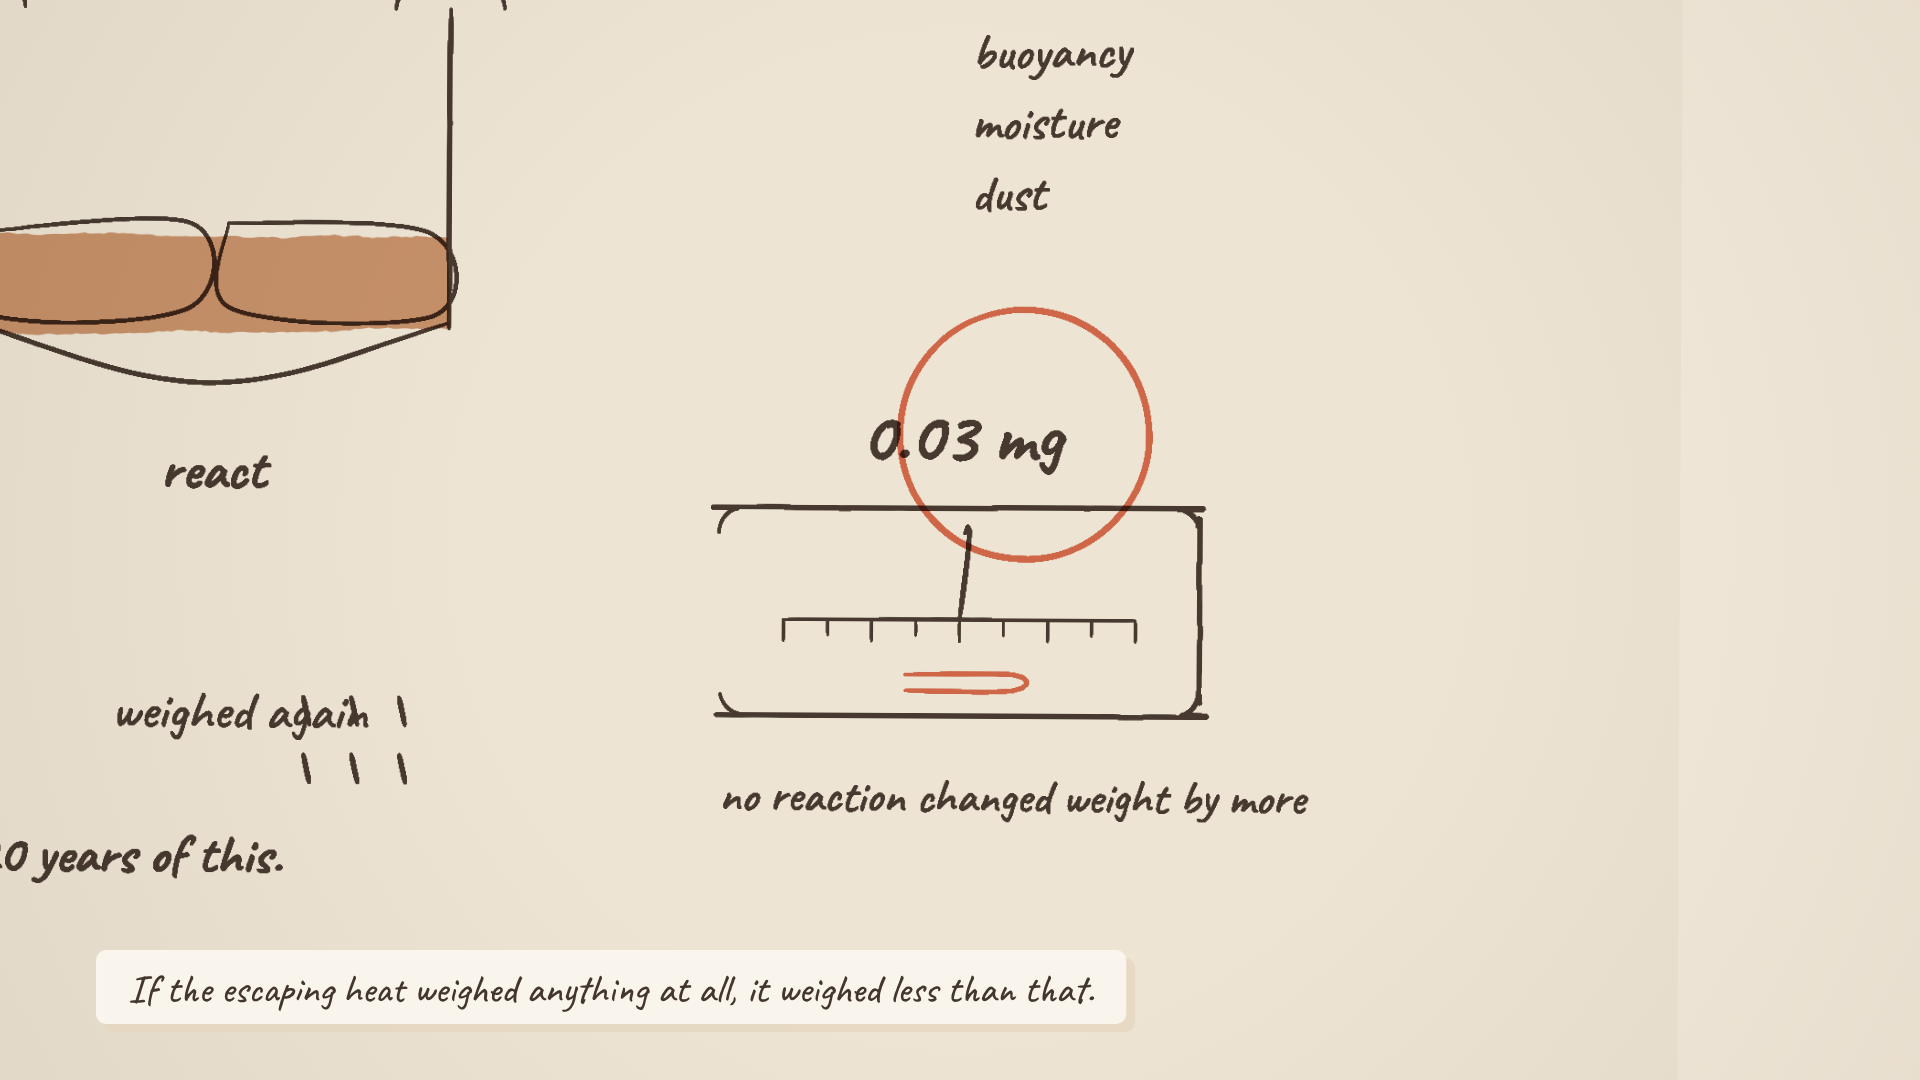 buoyancy
moisture
dust
0.03 mg
react
weighed again
no reaction changed weight by more
0 years of this.
If the escaping heat weighed anything at all, it weighed less than that.